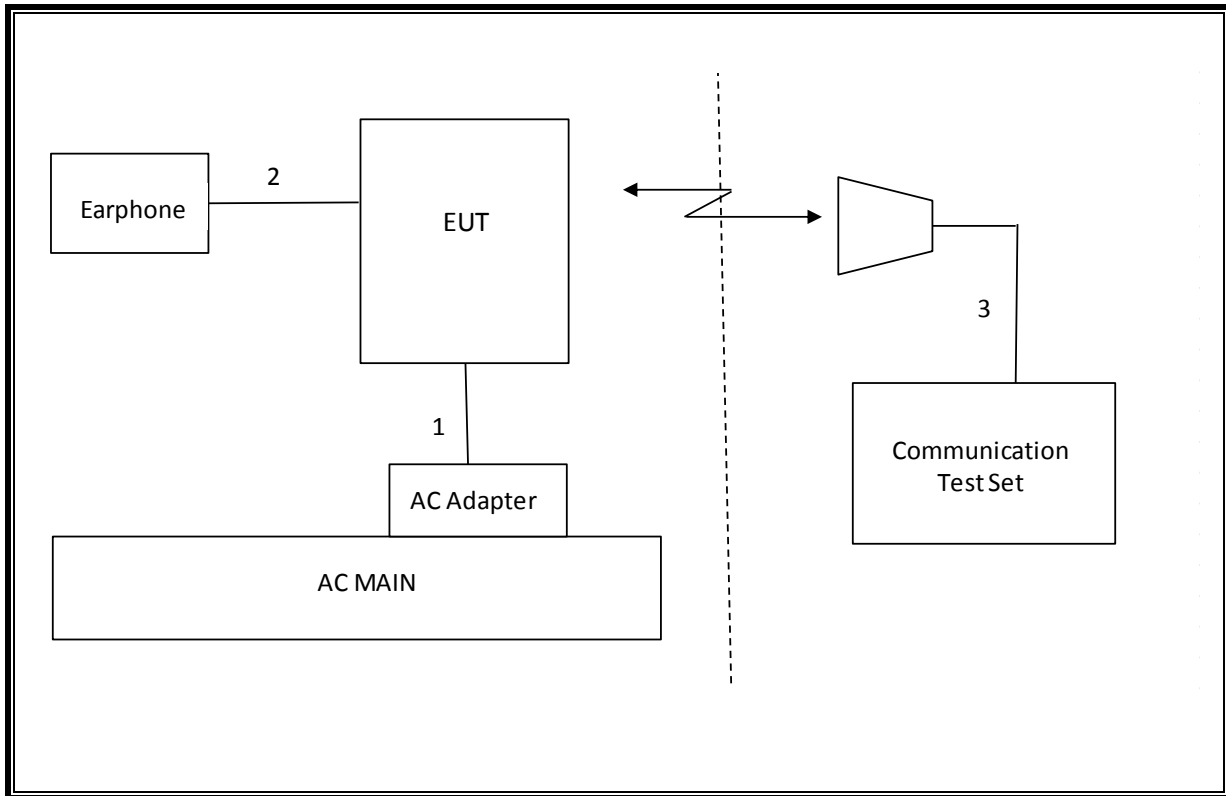 2
Earphone
EUT
3
1
Communication
Test Set
AC Adapter
AC MAIN